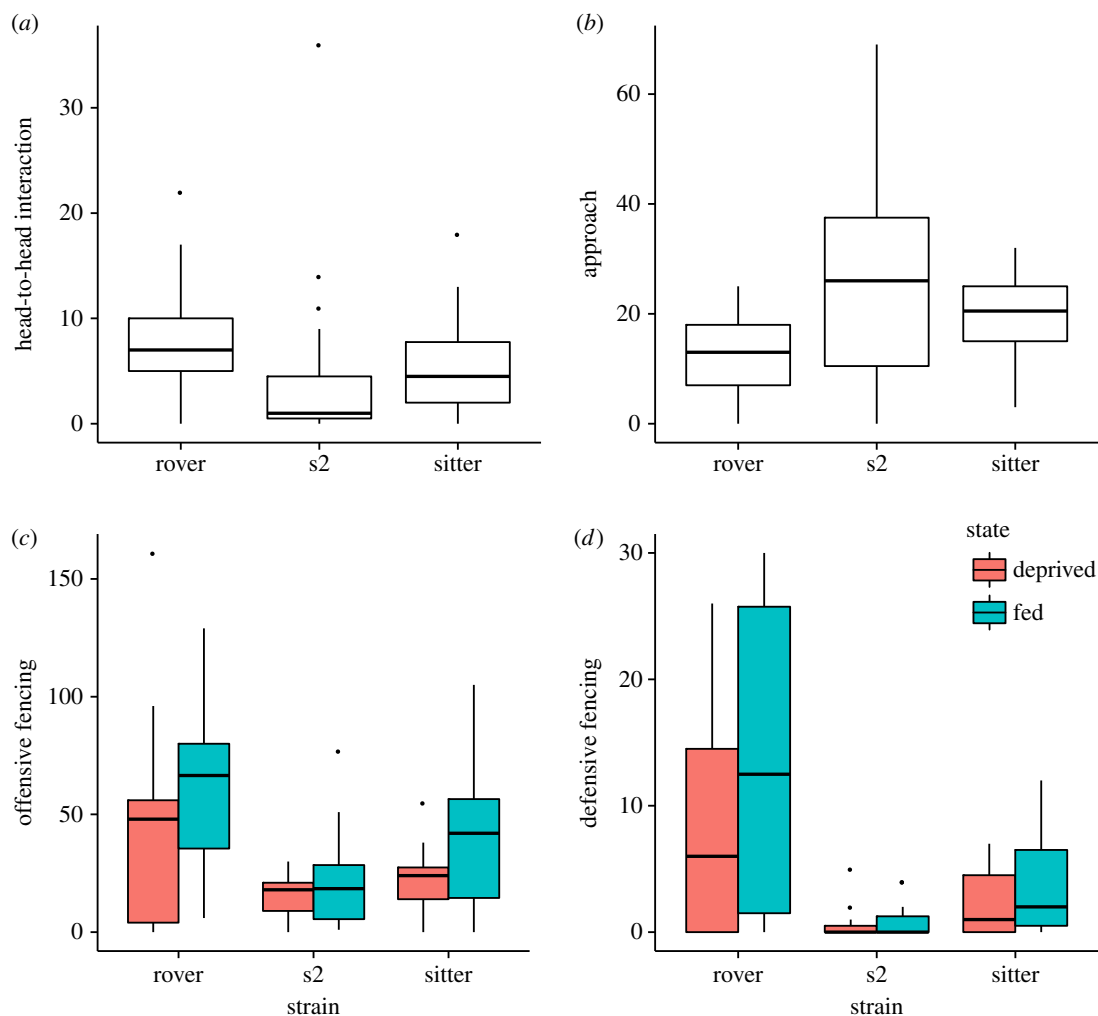 (a)
head-to-head interaction
30
20
10
0
rover s2 sitter
(b)
approach
60
40
20
0
rover s2 sitter
(c)
offensive fencing
150
100
50
0
rover s2 sitter
strain
(d)
defensive fencing
30
20
10
0
state
deprived
fed
rover s2 sitter
strain